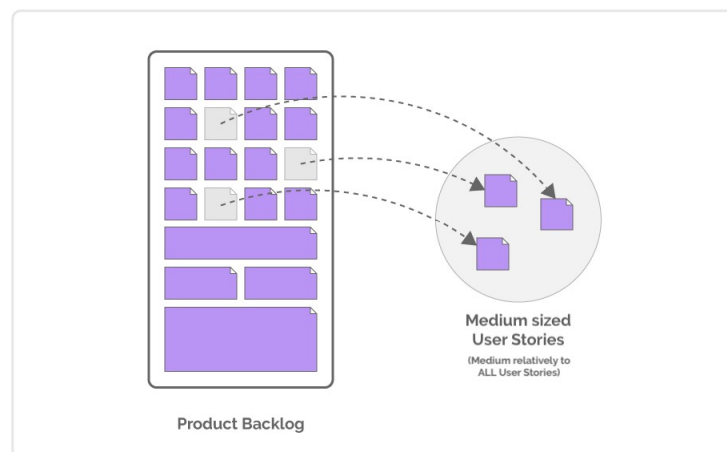 Medium sized
User Stories
(Medium relatively to
ALL User Stories)
Product Backlog